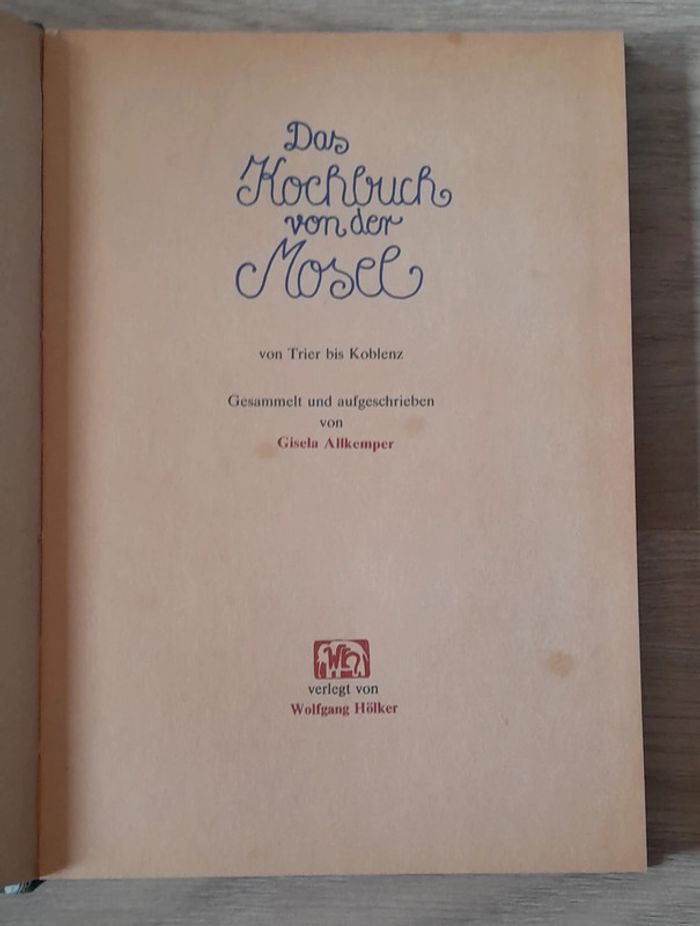 Das
Kochbuch
von der
Mosel
von Trier bis Koblenz
Gesammelt und aufgeschrieben
von
Gisela Allkemper
WH
verlegt von
Wolfgang Hölker